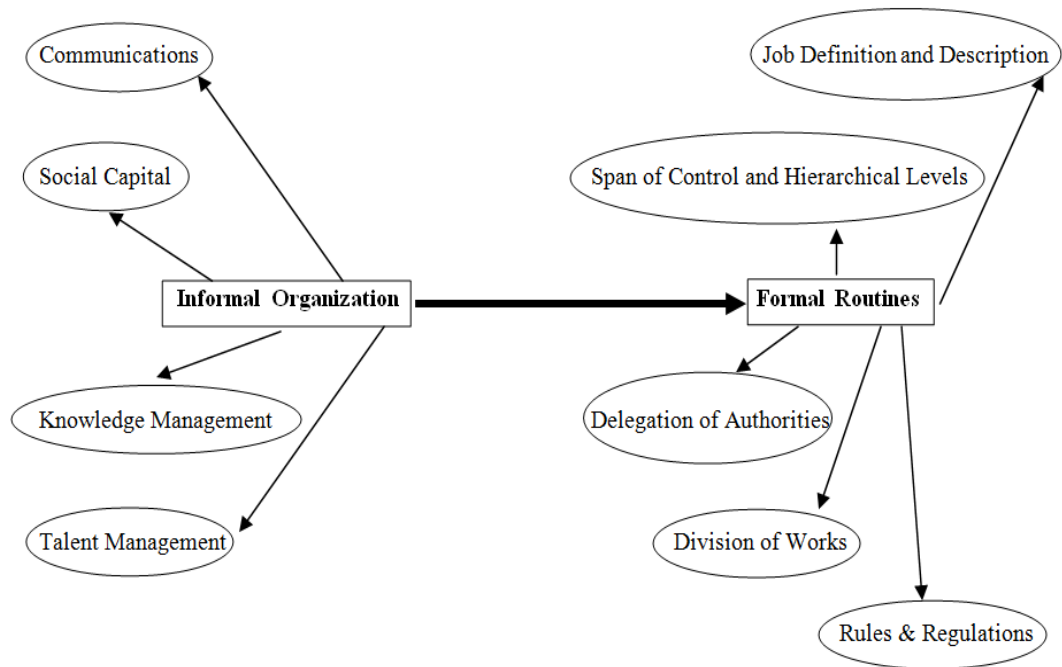 Communications
Job Definition and Description
Social Capital
Span of Control and Hierarchical Levels
Informal Organization
Formal Routines
Knowledge Management
Delegation of Authorities
Talent Management
Division of Works
Rules & Regulations